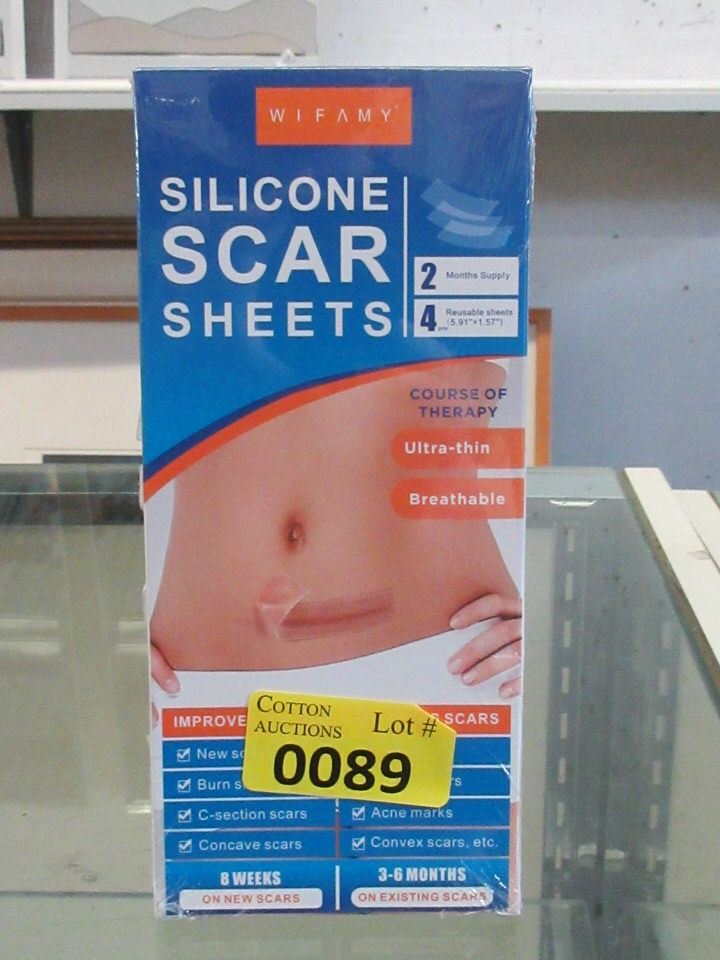 WIFAMY
SILICONE
SCAR
SHEETS
2 Months Supply
4 pcs Reusable sheets
(5.91"*1.57")
COURSE OF
THERAPY
Ultra-thin
Breathable
IMPROVE SCARS
COTTON
AUCTIONS
Lot #
0089
New
Burn
C-section scars
Acne marks
Concave scars
Convex scars, etc.
8 WEEKS
ON NEW SCARS
3-6 MONTHS
ON EXISTING SCARS